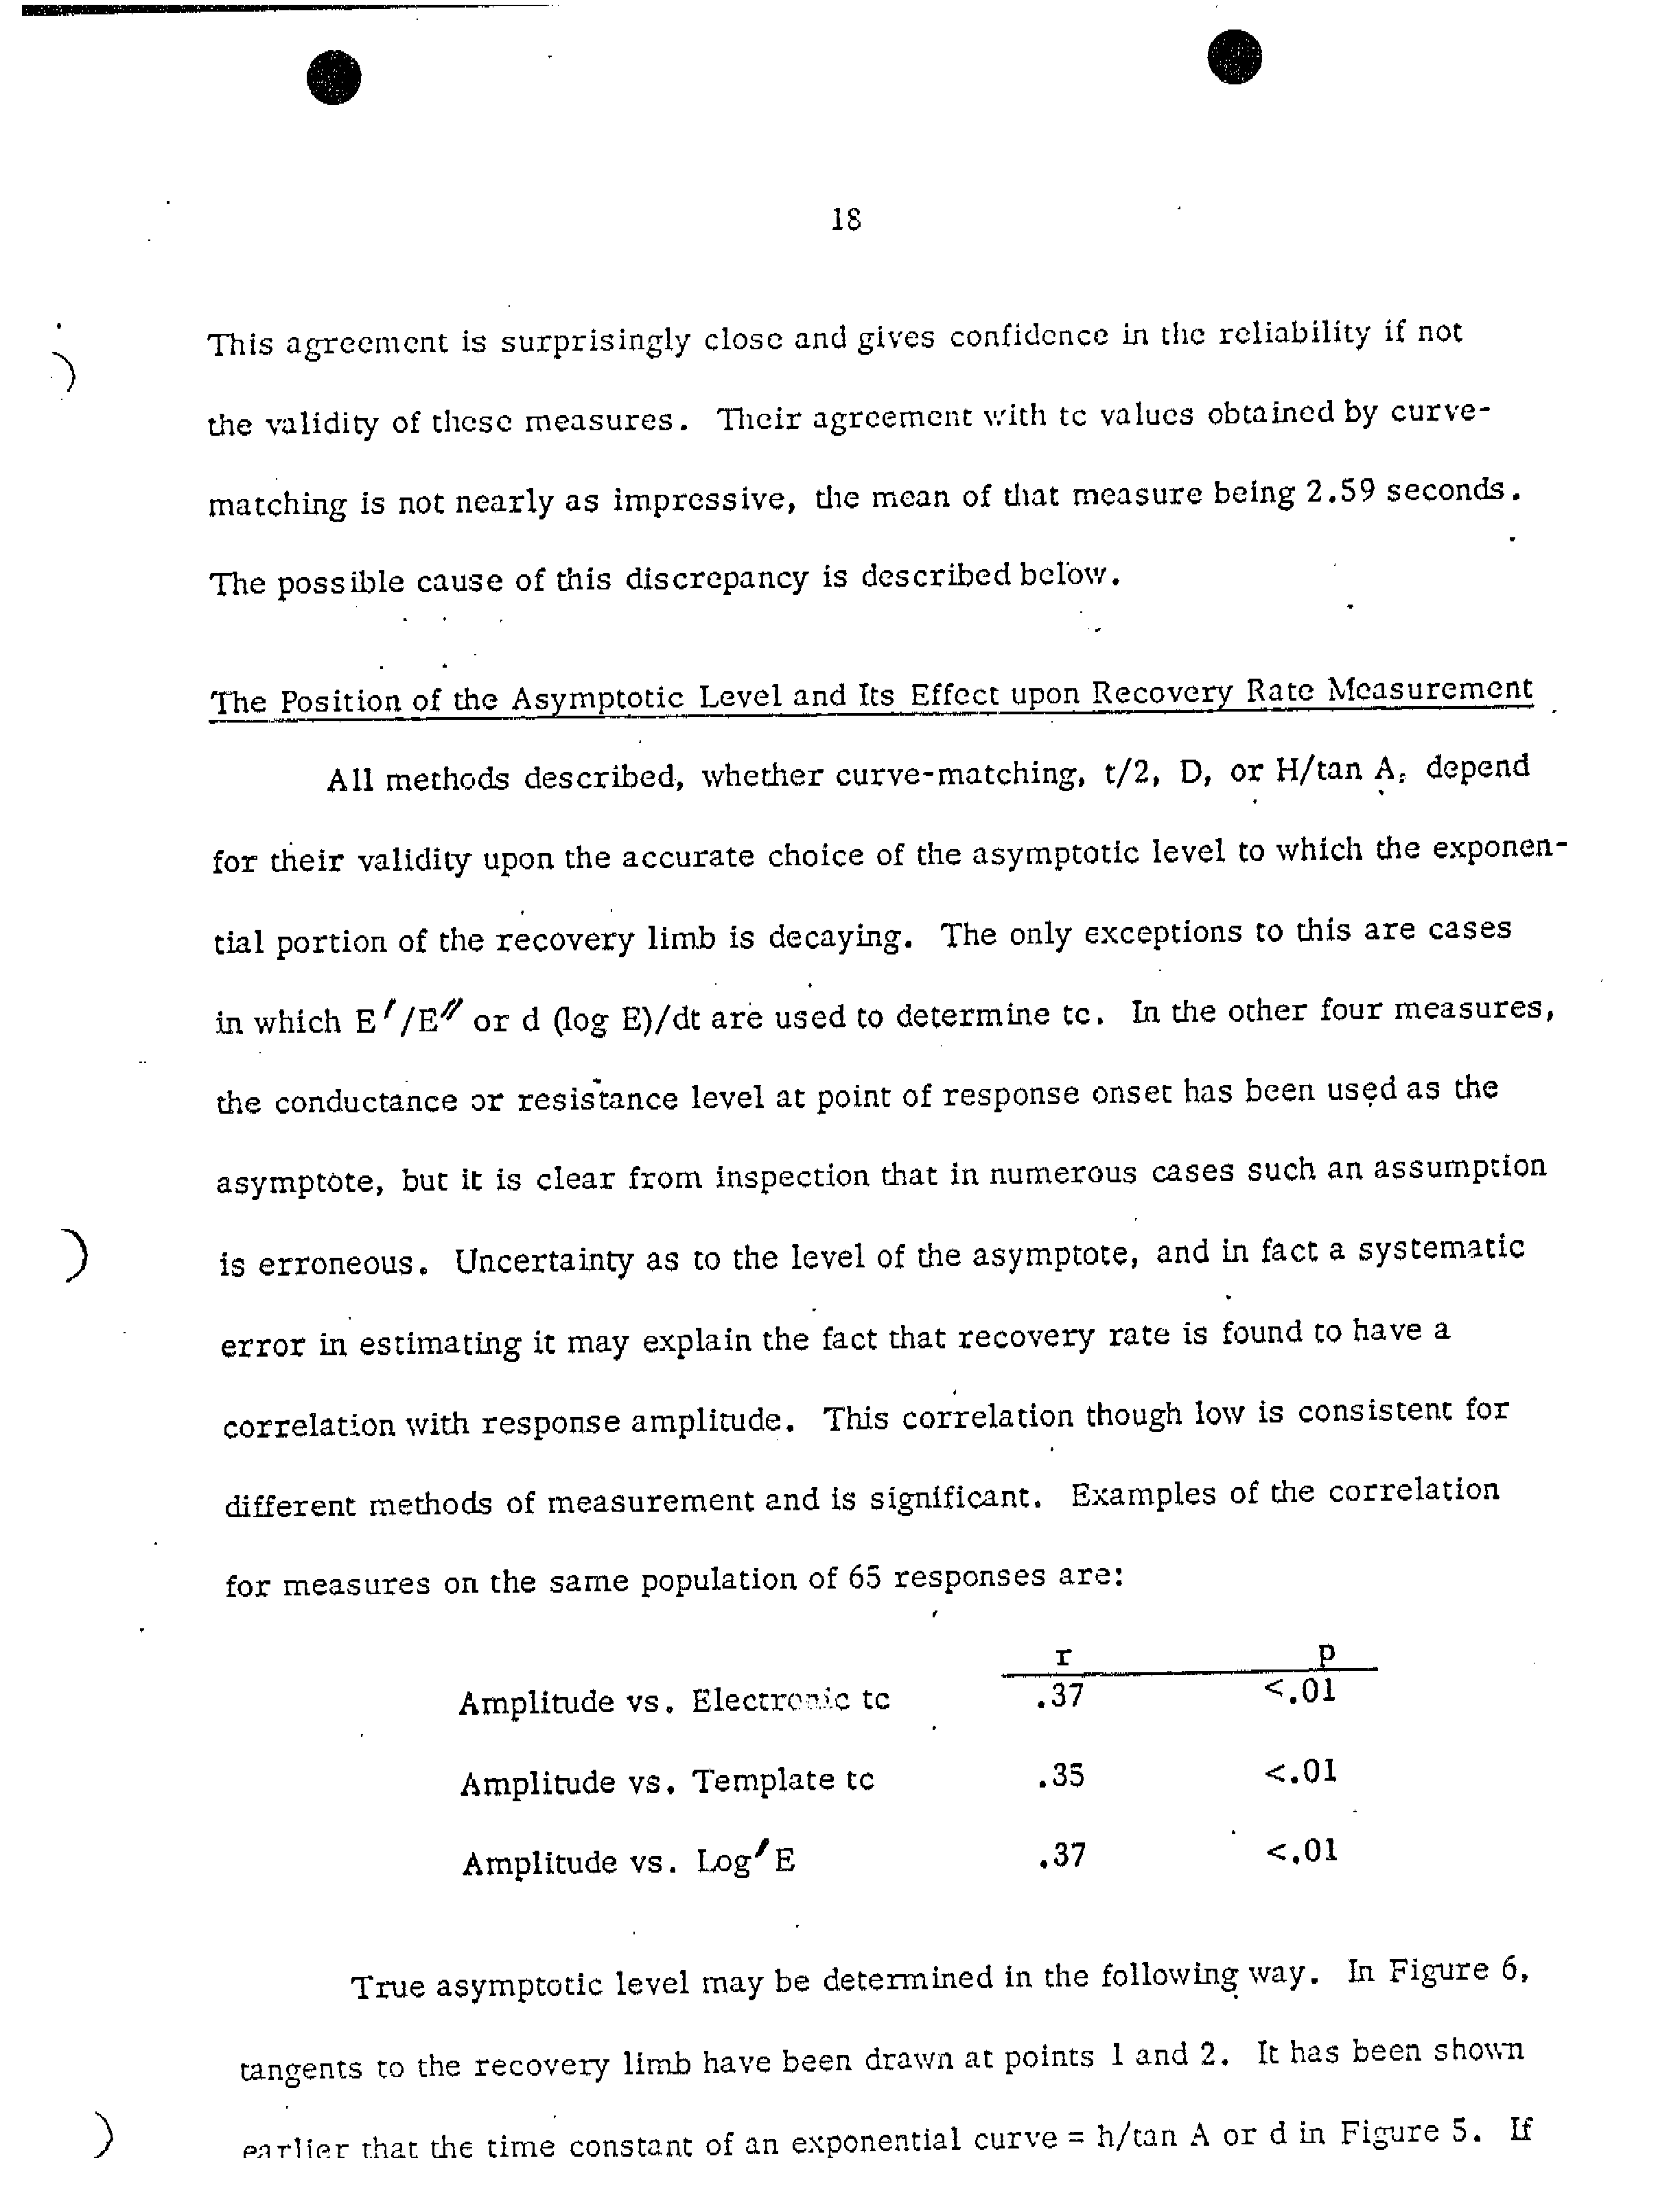 18
This agreement is surprisingly close and gives confidence in the reliability if not
the validity of these measures. Their agreement with tc values obtained by curve-
matching is not nearly as impressive, the mean of that measure being 2.59 seconds.
The possible cause of this discrepancy is described below.
The Position of the Asymptotic Level and Its Effect upon Recovery Rate Measurement
All methods described, whether curve-matching, t/2, D, or H/tan A, depend
for their validity upon the accurate choice of the asymptotic level to which the exponen-
tial portion of the recovery limb is decaying. The only exceptions to this are cases
in which E′/E″ or d (log E)/dt are used to determine tc. In the other four measures,
the conductance or resistance level at point of response onset has been used as the
asymptote, but it is clear from inspection that in numerous cases such an assumption
is erroneous. Uncertainty as to the level of the asymptote, and in fact a systematic
error in estimating it may explain the fact that recovery rate is found to have a
correlation with response amplitude. This correlation though low is consistent for
different methods of measurement and is significant. Examples of the correlation
for measures on the same population of 65 responses are:
r p
Amplitude vs. Electronic tc .37 <.01
Amplitude vs. Template tc .35 <.01
Amplitude vs. Log′E .37 <.01
True asymptotic level may be determined in the following way. In Figure 6,
tangents to the recovery limb have been drawn at points 1 and 2. It has been shown
earlier that the time constant of an exponential curve = h/tan A or d in Figure 5. If